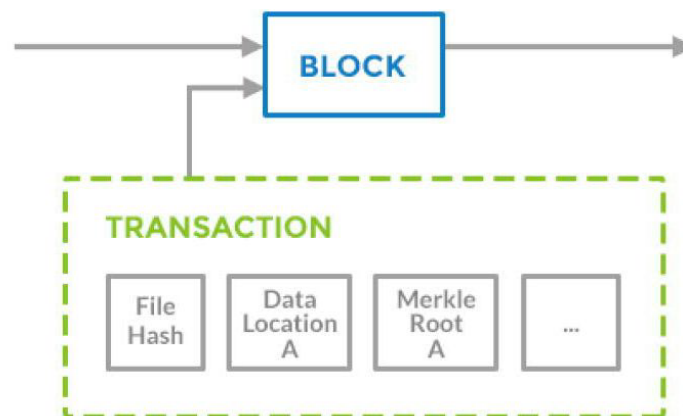 BLOCK
TRANSACTION
File
Hash
Data
Location
A
Merkle
Root
A
...